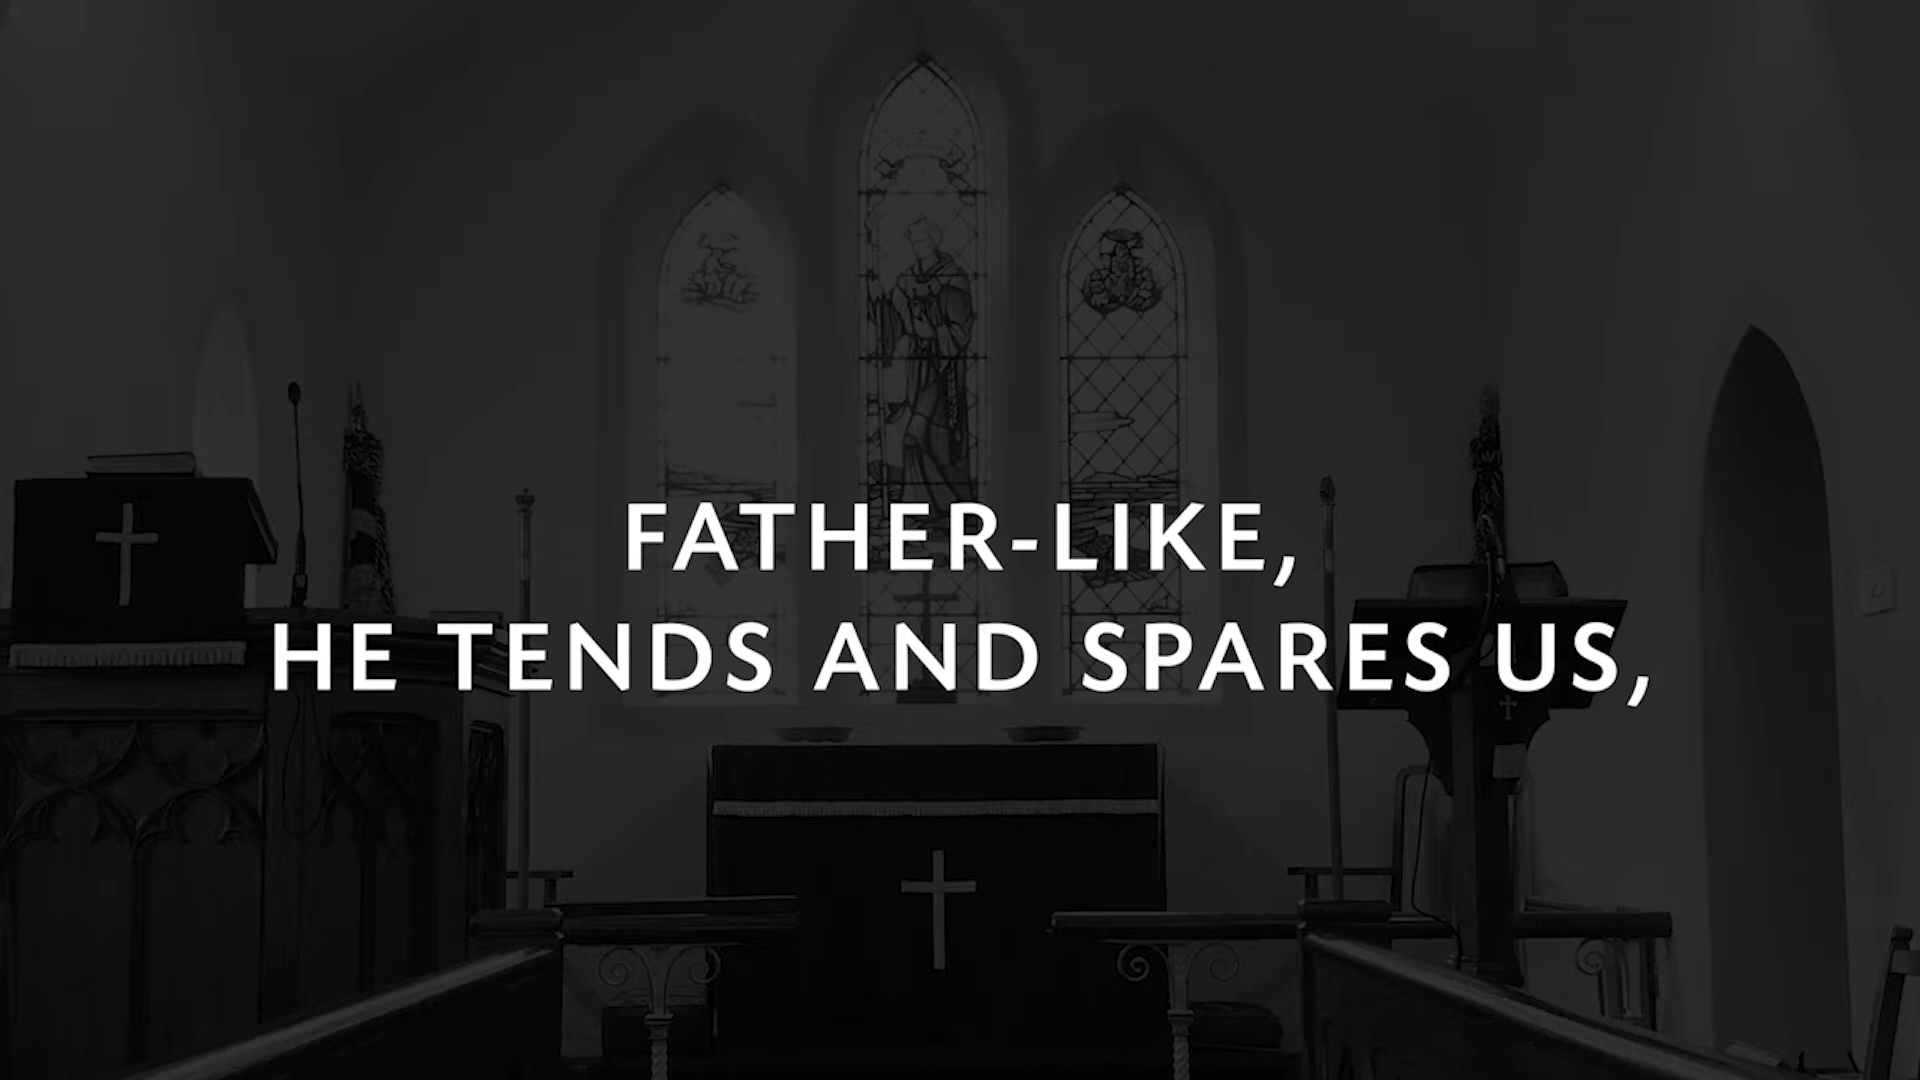 FATHER-LIKE,
HE TENDS AND SPARES US,